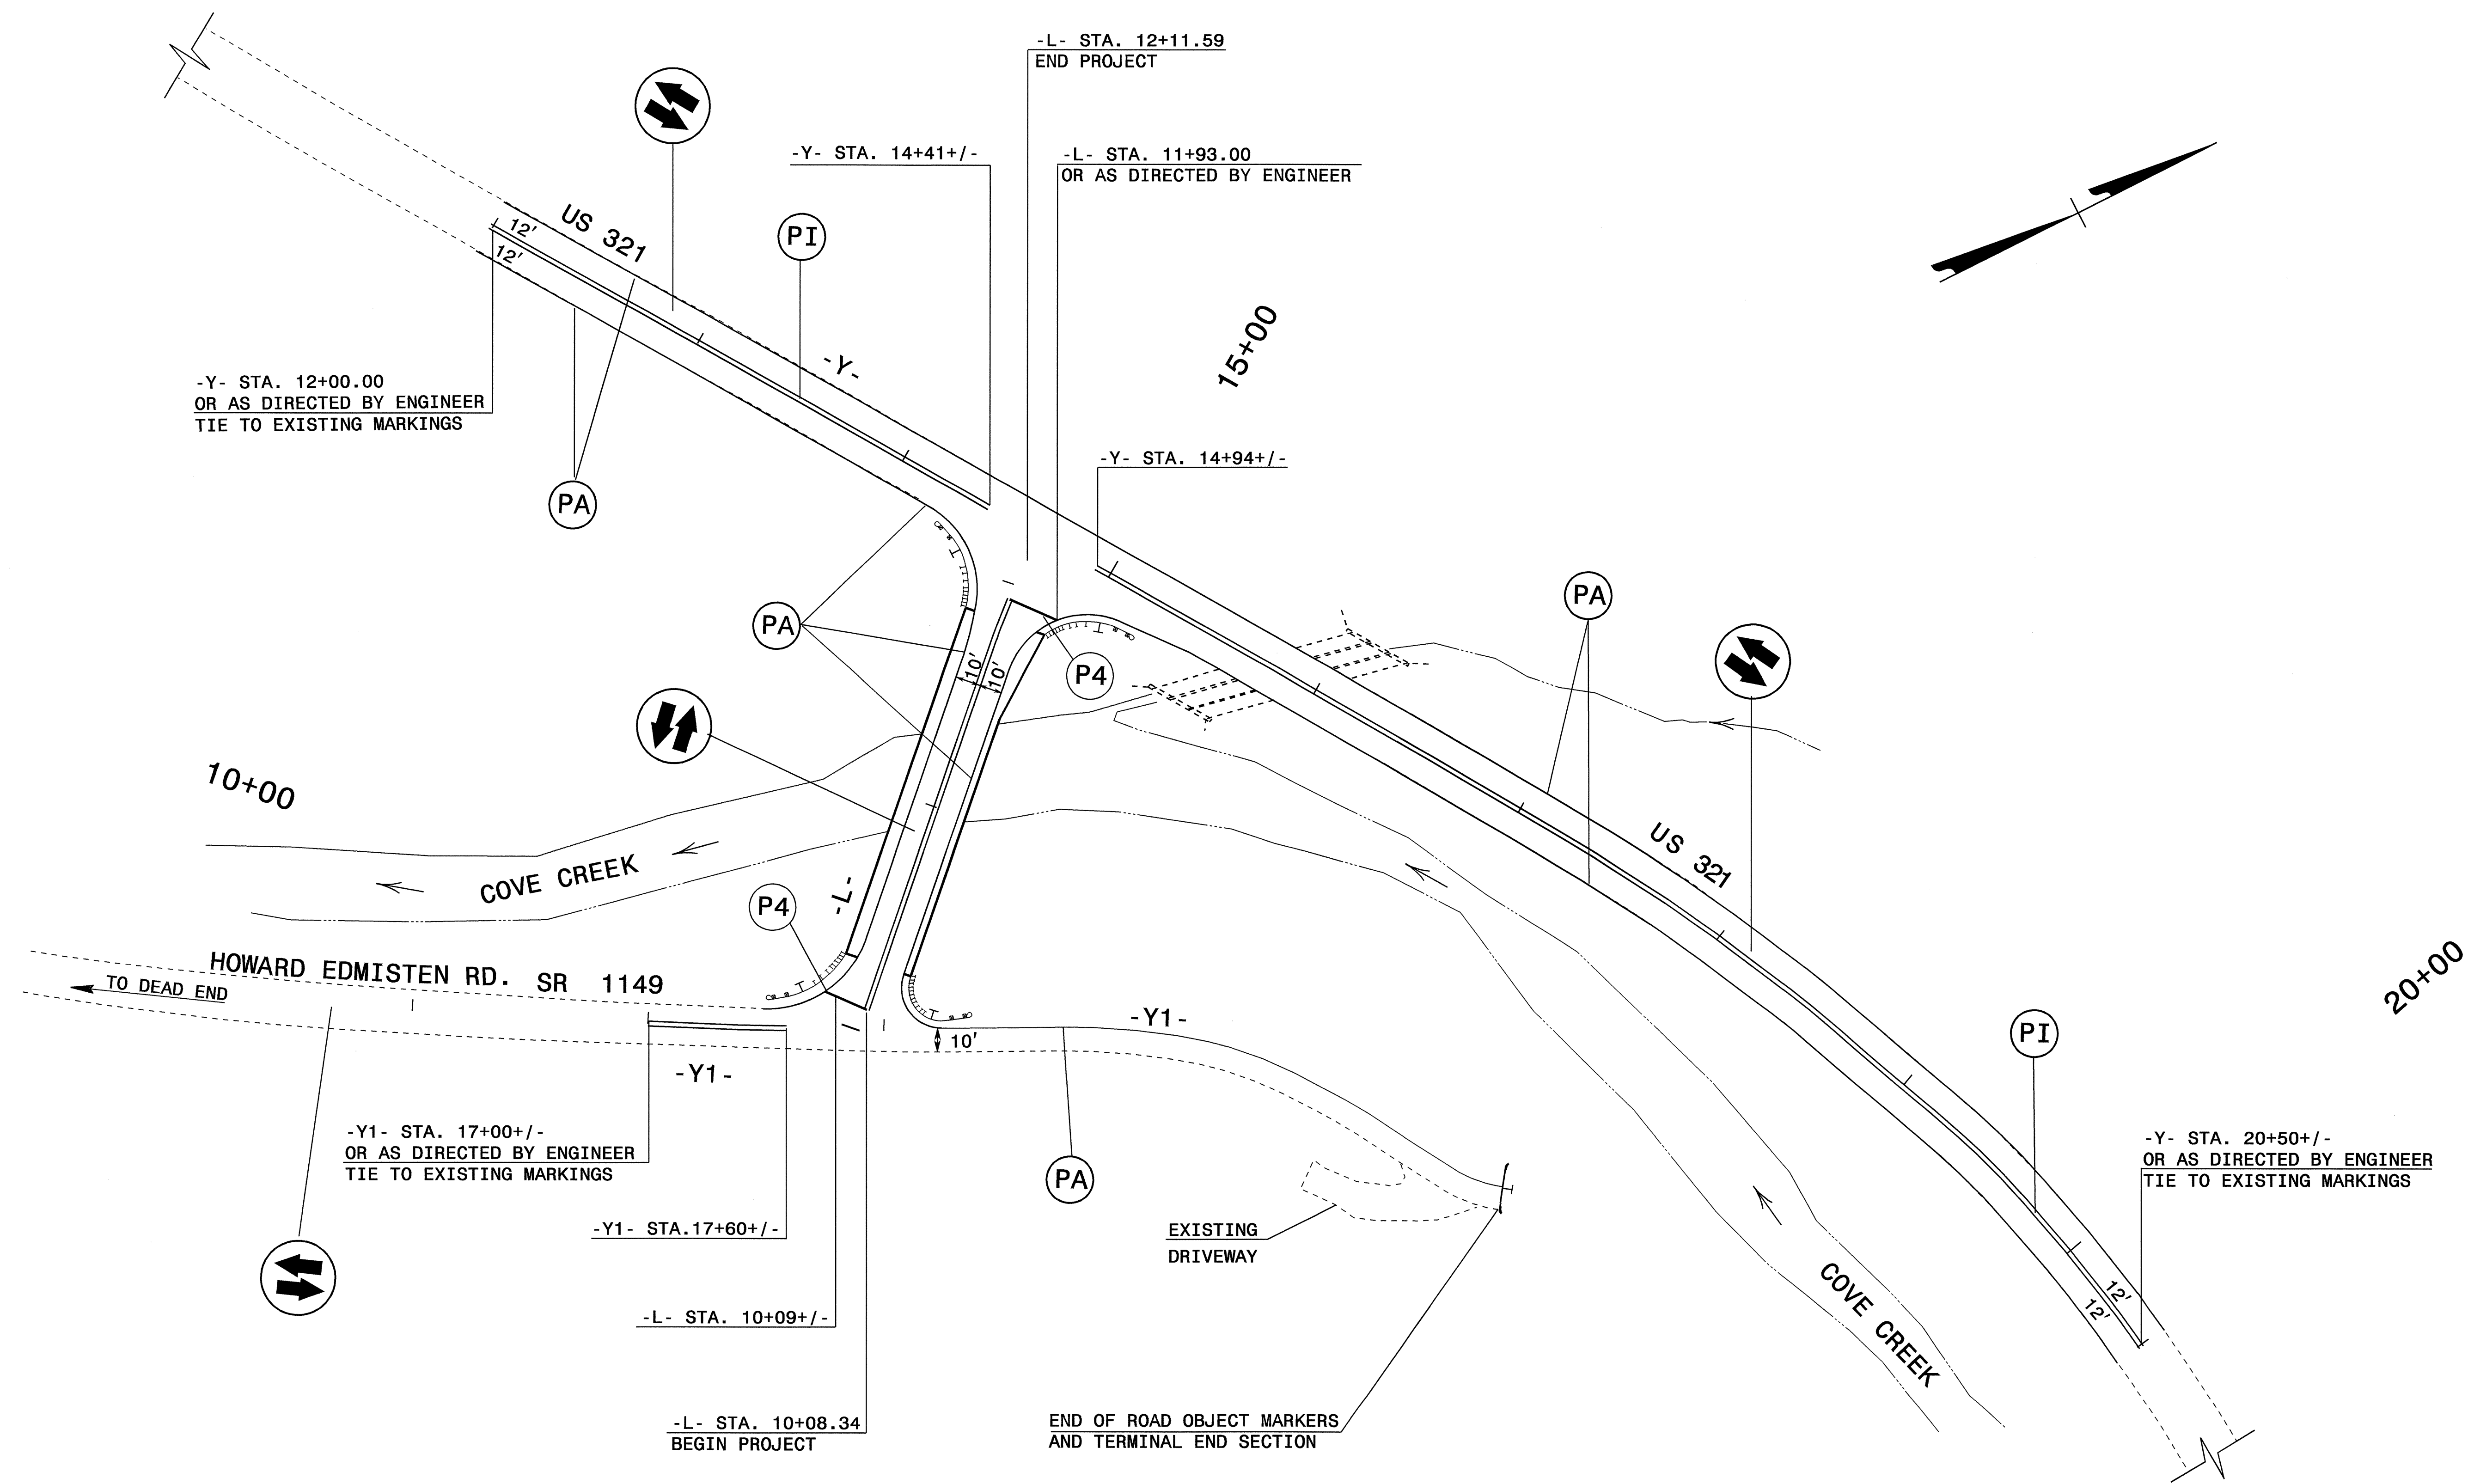 -L- STA. 12+11.59
END PROJECT
-Y- STA. 14+41+/-
-L- STA. 11+93.00
OR AS DIRECTED BY ENGINEER
US 321
12'
12'
PI
-Y-
15+00
-Y- STA. 12+00.00
OR AS DIRECTED BY ENGINEER
TIE TO EXISTING MARKINGS
PA
-Y- STA. 14+94+/-
PA
PA
10'
10'
P4
10+00
COVE CREEK
-L-
P4
US 321
HOWARD EDMISTEN RD. SR 1149
TO DEAD END
20+00
-Y1-
10'
-Y1-
PI
-Y1- STA. 17+00+/-
OR AS DIRECTED BY ENGINEER
TIE TO EXISTING MARKINGS
PA
-Y- STA. 20+50+/-
OR AS DIRECTED BY ENGINEER
TIE TO EXISTING MARKINGS
-Y1- STA.17+60+/-
EXISTING
DRIVEWAY
12'
12'
COVE CREEK
-L- STA. 10+09+/-
-L- STA. 10+08.34
BEGIN PROJECT
END OF ROAD OBJECT MARKERS
AND TERMINAL END SECTION